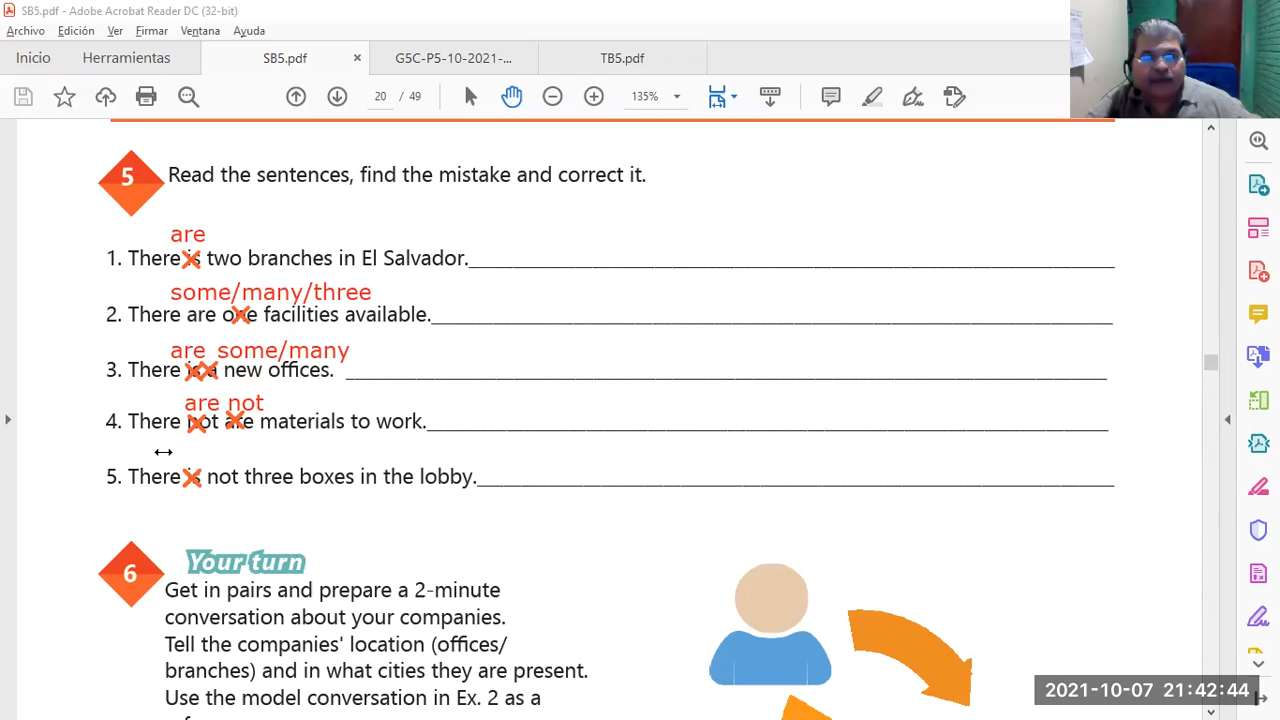 SB5.pdf - Adobe Acrobat Reader DC (32-bit)
Archivo Edición Ver Firmar Ventana Ayuda
Inicio Herramientas SB5.pdf × G5C-P5-10-2021-... TB5.pdf
20 / 49 135%
5 Read the sentences, find the mistake and correct it.
are
1. There is two branches in El Salvador.
some/many/three
2. There are one facilities available.
are some/many
3. There is a new offices.
are not
4. There not are materials to work.
5. There is not three boxes in the lobby.
6 Your turn
Get in pairs and prepare a 2-minute
conversation about your companies.
Tell the companies' location (offices/
branches) and in what cities they are present.
Use the model conversation in Ex. 2 as a
2021-10-07 21:42:44